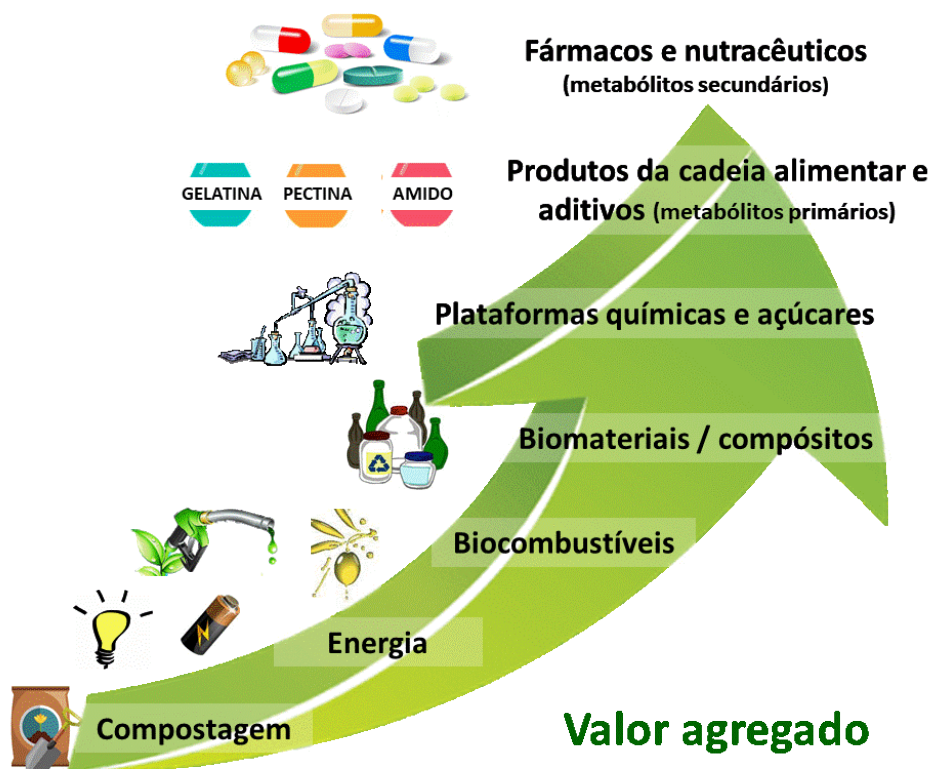 Fármacos e nutracêuticos
(metabólitos secundários)
GELATINA PECTINA AMIDO
Produtos da cadeia alimentar e
aditivos (metabólitos primários)
Plataformas químicas e açúcares
Biomateriais / compósitos
Biocombustíveis
Energia
Compostagem
Valor agregado